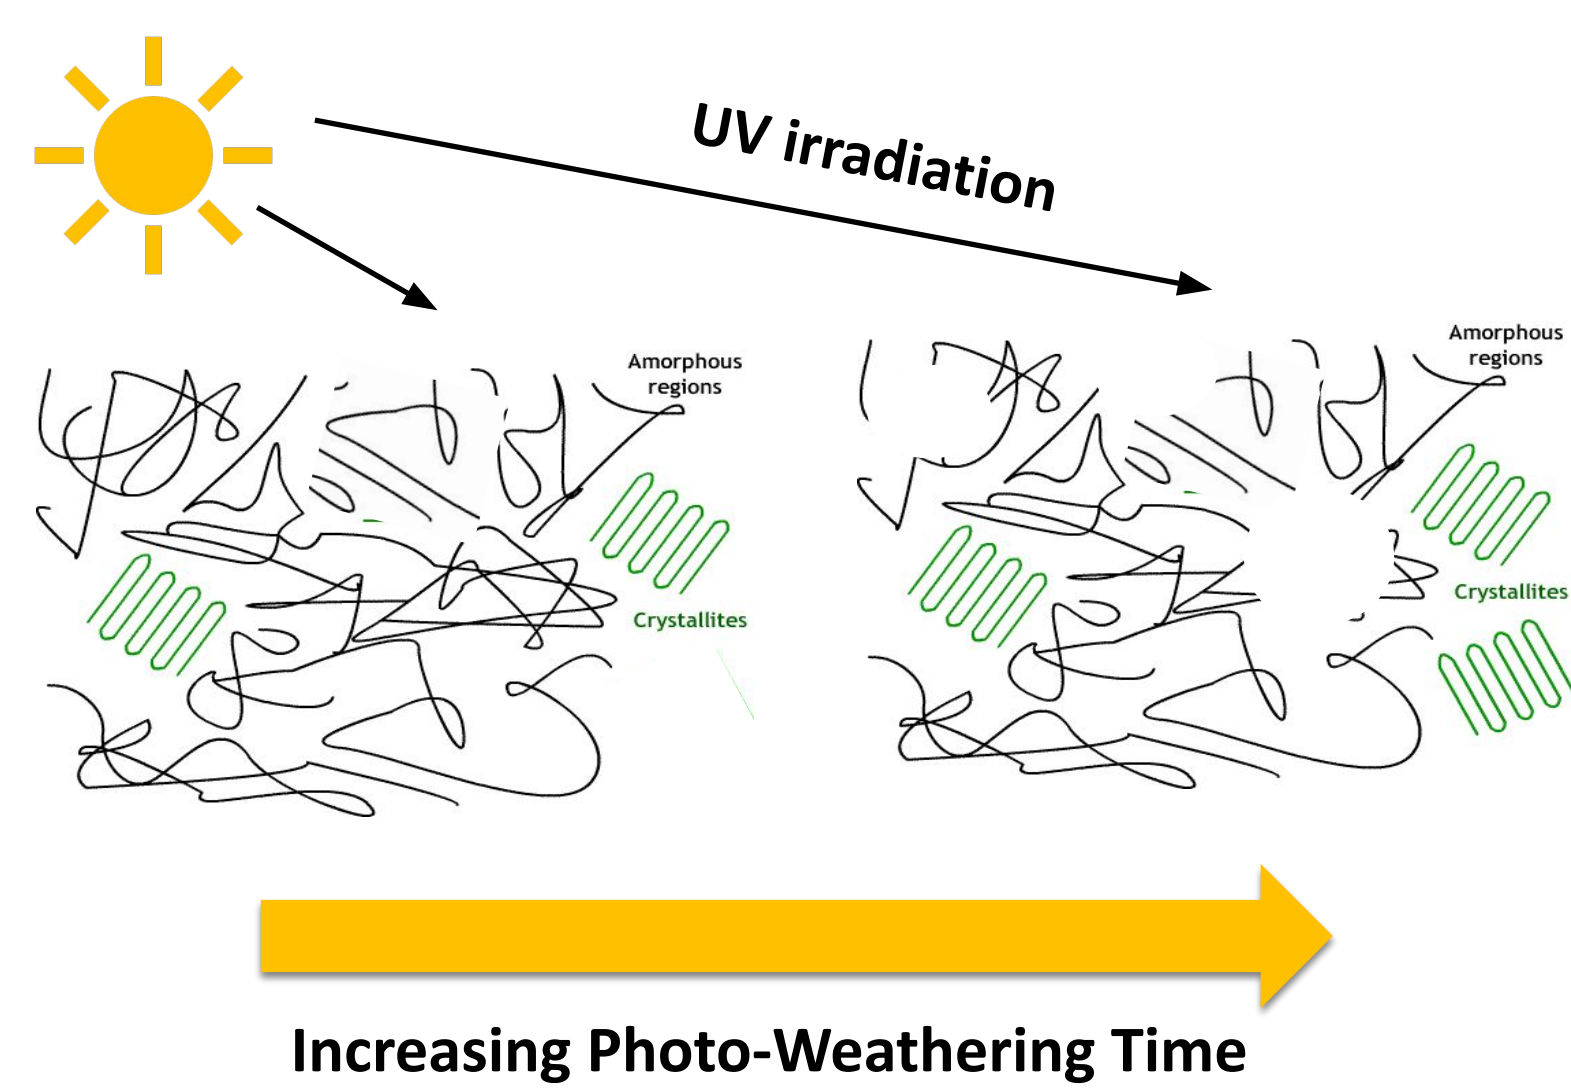 UV irradiation
Amorphous
regions
Crystallites
Amorphous
regions
Crystallites
Increasing Photo-Weathering Time